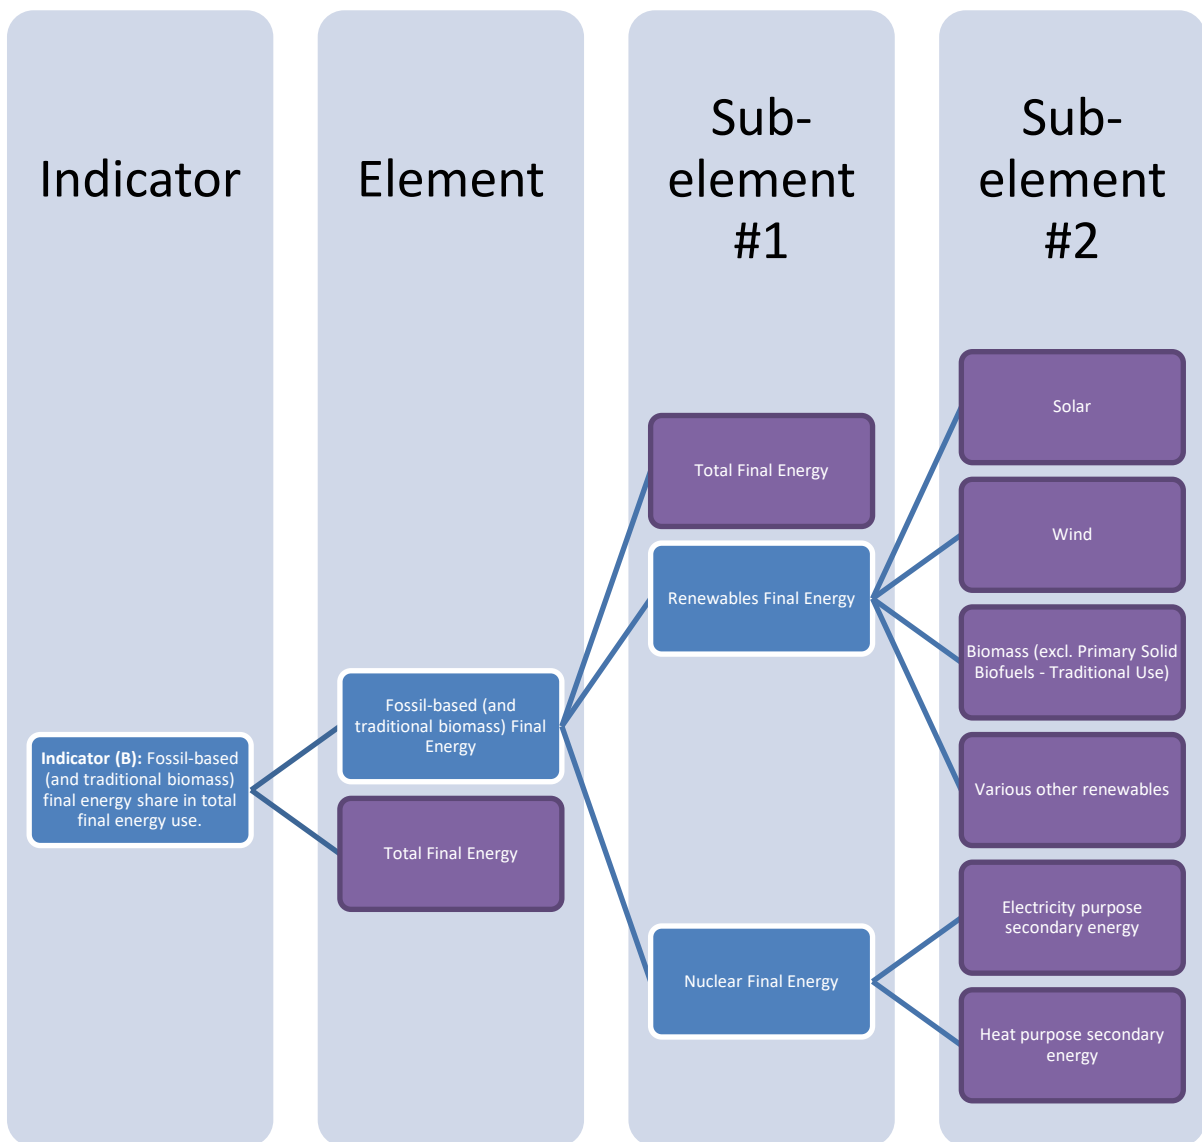 Indicator
Element
Sub-
element
#1
Sub-
element
#2
Indicator (B): Fossil-based
(and traditional biomass)
final energy share in total
final energy use.
Fossil-based (and
traditional biomass) Final
Energy
Total Final Energy
Total Final Energy
Renewables Final Energy
Nuclear Final Energy
Solar
Wind
Biomass (excl. Primary Solid
Biofuels - Traditional Use)
Various other renewables
Electricity purpose
secondary energy
Heat purpose secondary
energy